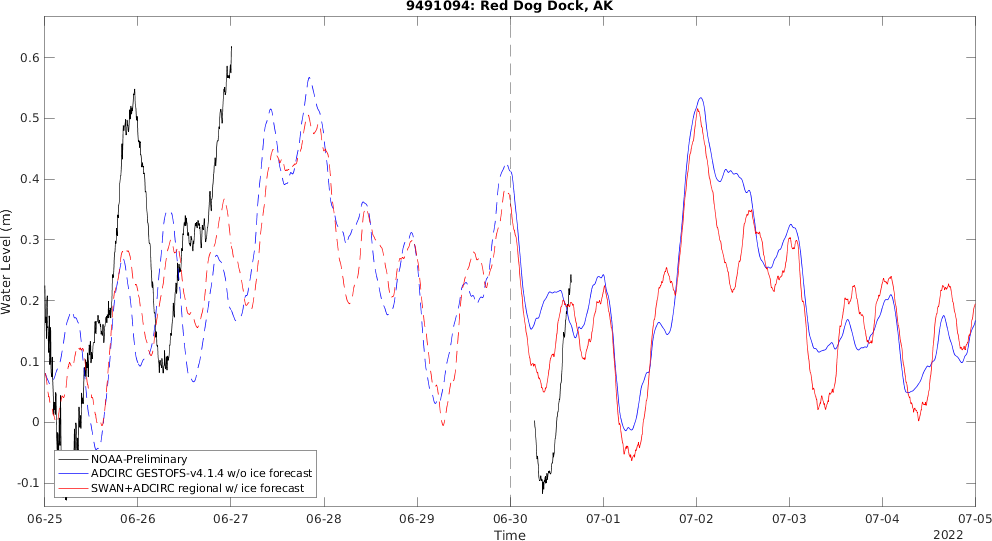 9491094: Red Dog Dock, AK
0.6
0.5
0.4
0.3
0.2
0.1
0
-0.1
Water Level (m)
NOAA-Preliminary
ADCIRC GESTOFS-v4.1.4 w/o ice forecast
SWAN+ADCIRC regional w/ ice forecast
06-25 06-26 06-27 06-28 06-29 06-30 07-01 07-02 07-03 07-04 07-05
Time
2022